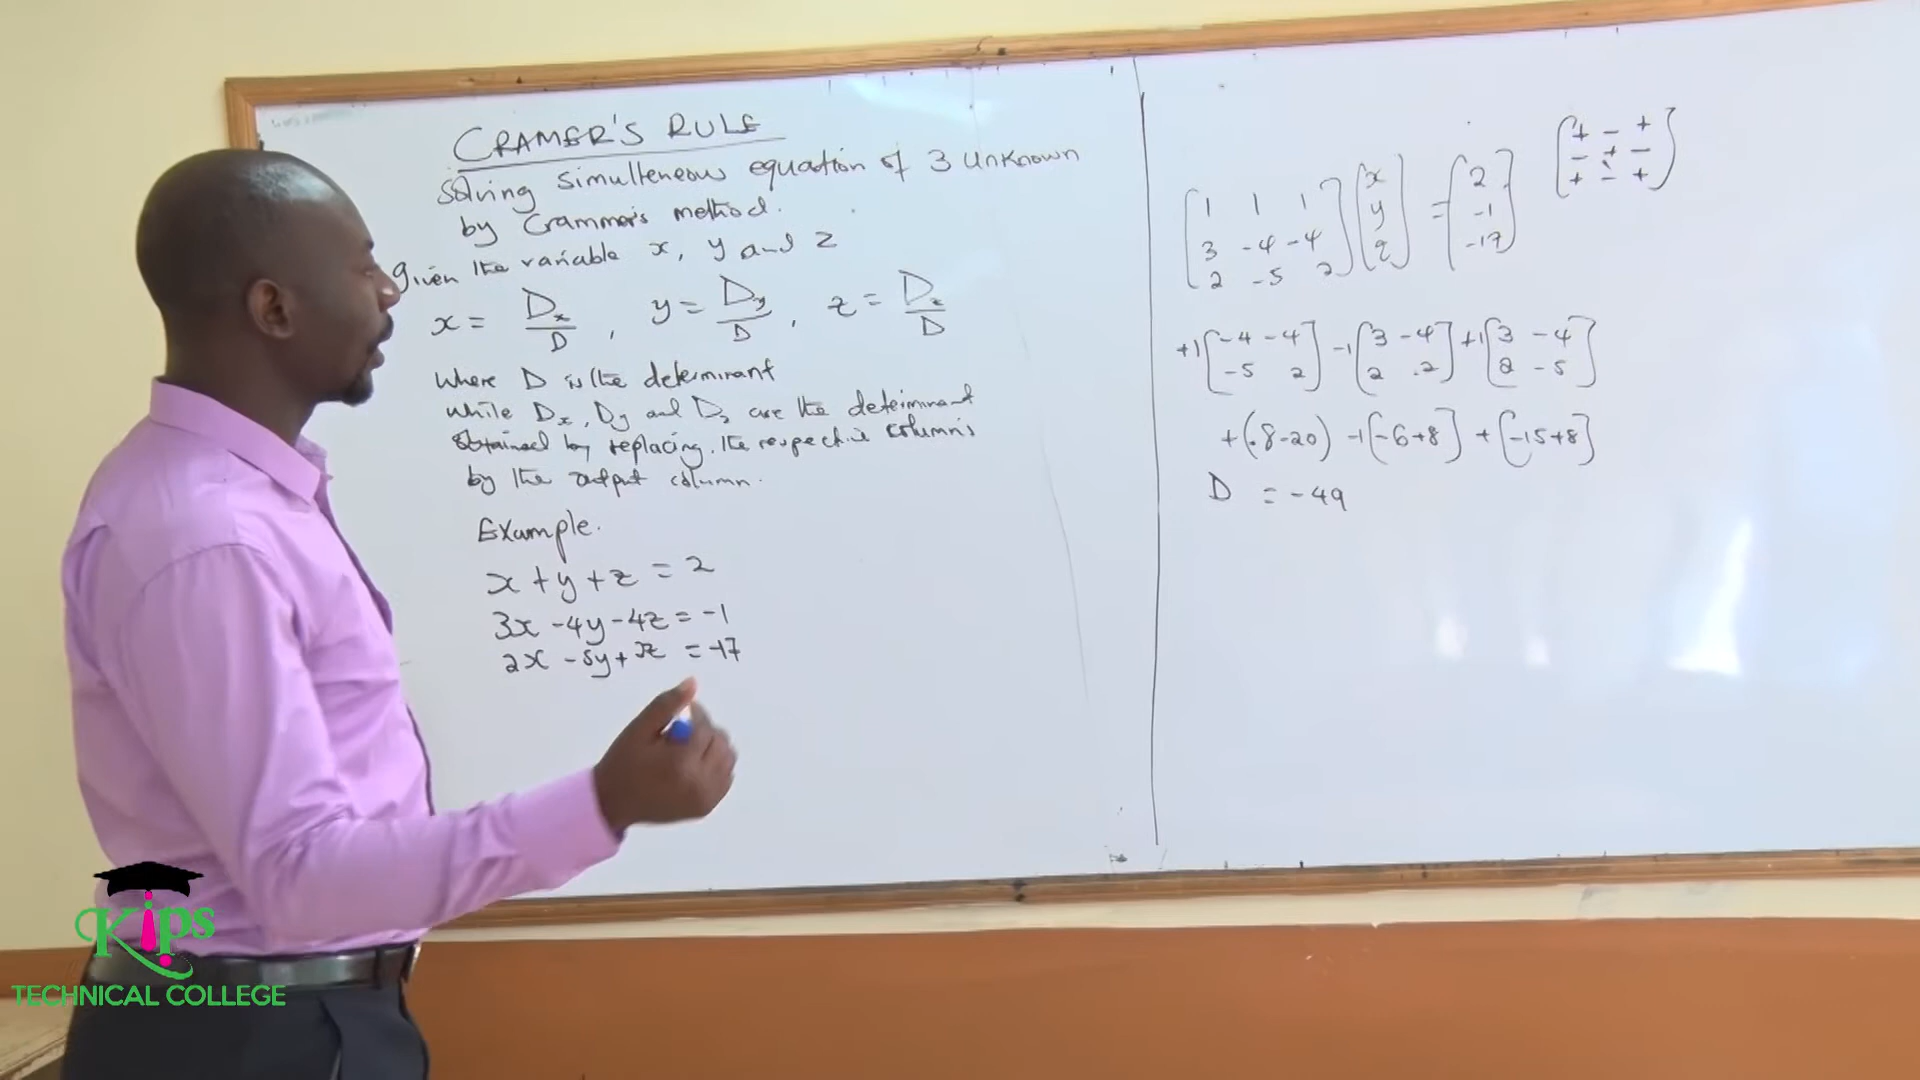 CRAMER'S RULE
Solving simulteneous equation of 3 unknown
by Crammer's method.
given the variable x, y and z
x = Dx/D , y = Dy/D , z = Dz/D
Where D is the determinant
while Dx, Dy and Dz are the determinant
obtained by replacing the respective columns
by the output column.
Example.
x + y + z = 2
3x - 4y - 4z = -1
2x - 5y + 2z = -17
[1 1 1] [x] = [2] [+ - +]
[3 -4 -4] [y] [-1] [- + -]
[2 -5 2] [z] [-17] [+ - +]
+1[-4 -4] -1[3 -4] +1[3 -4]
[-5 2] [2 2] [2 -5]
+(-8-20) -1[-6+8] +[-15+8]
D = -49
Kips
TECHNICAL COLLEGE